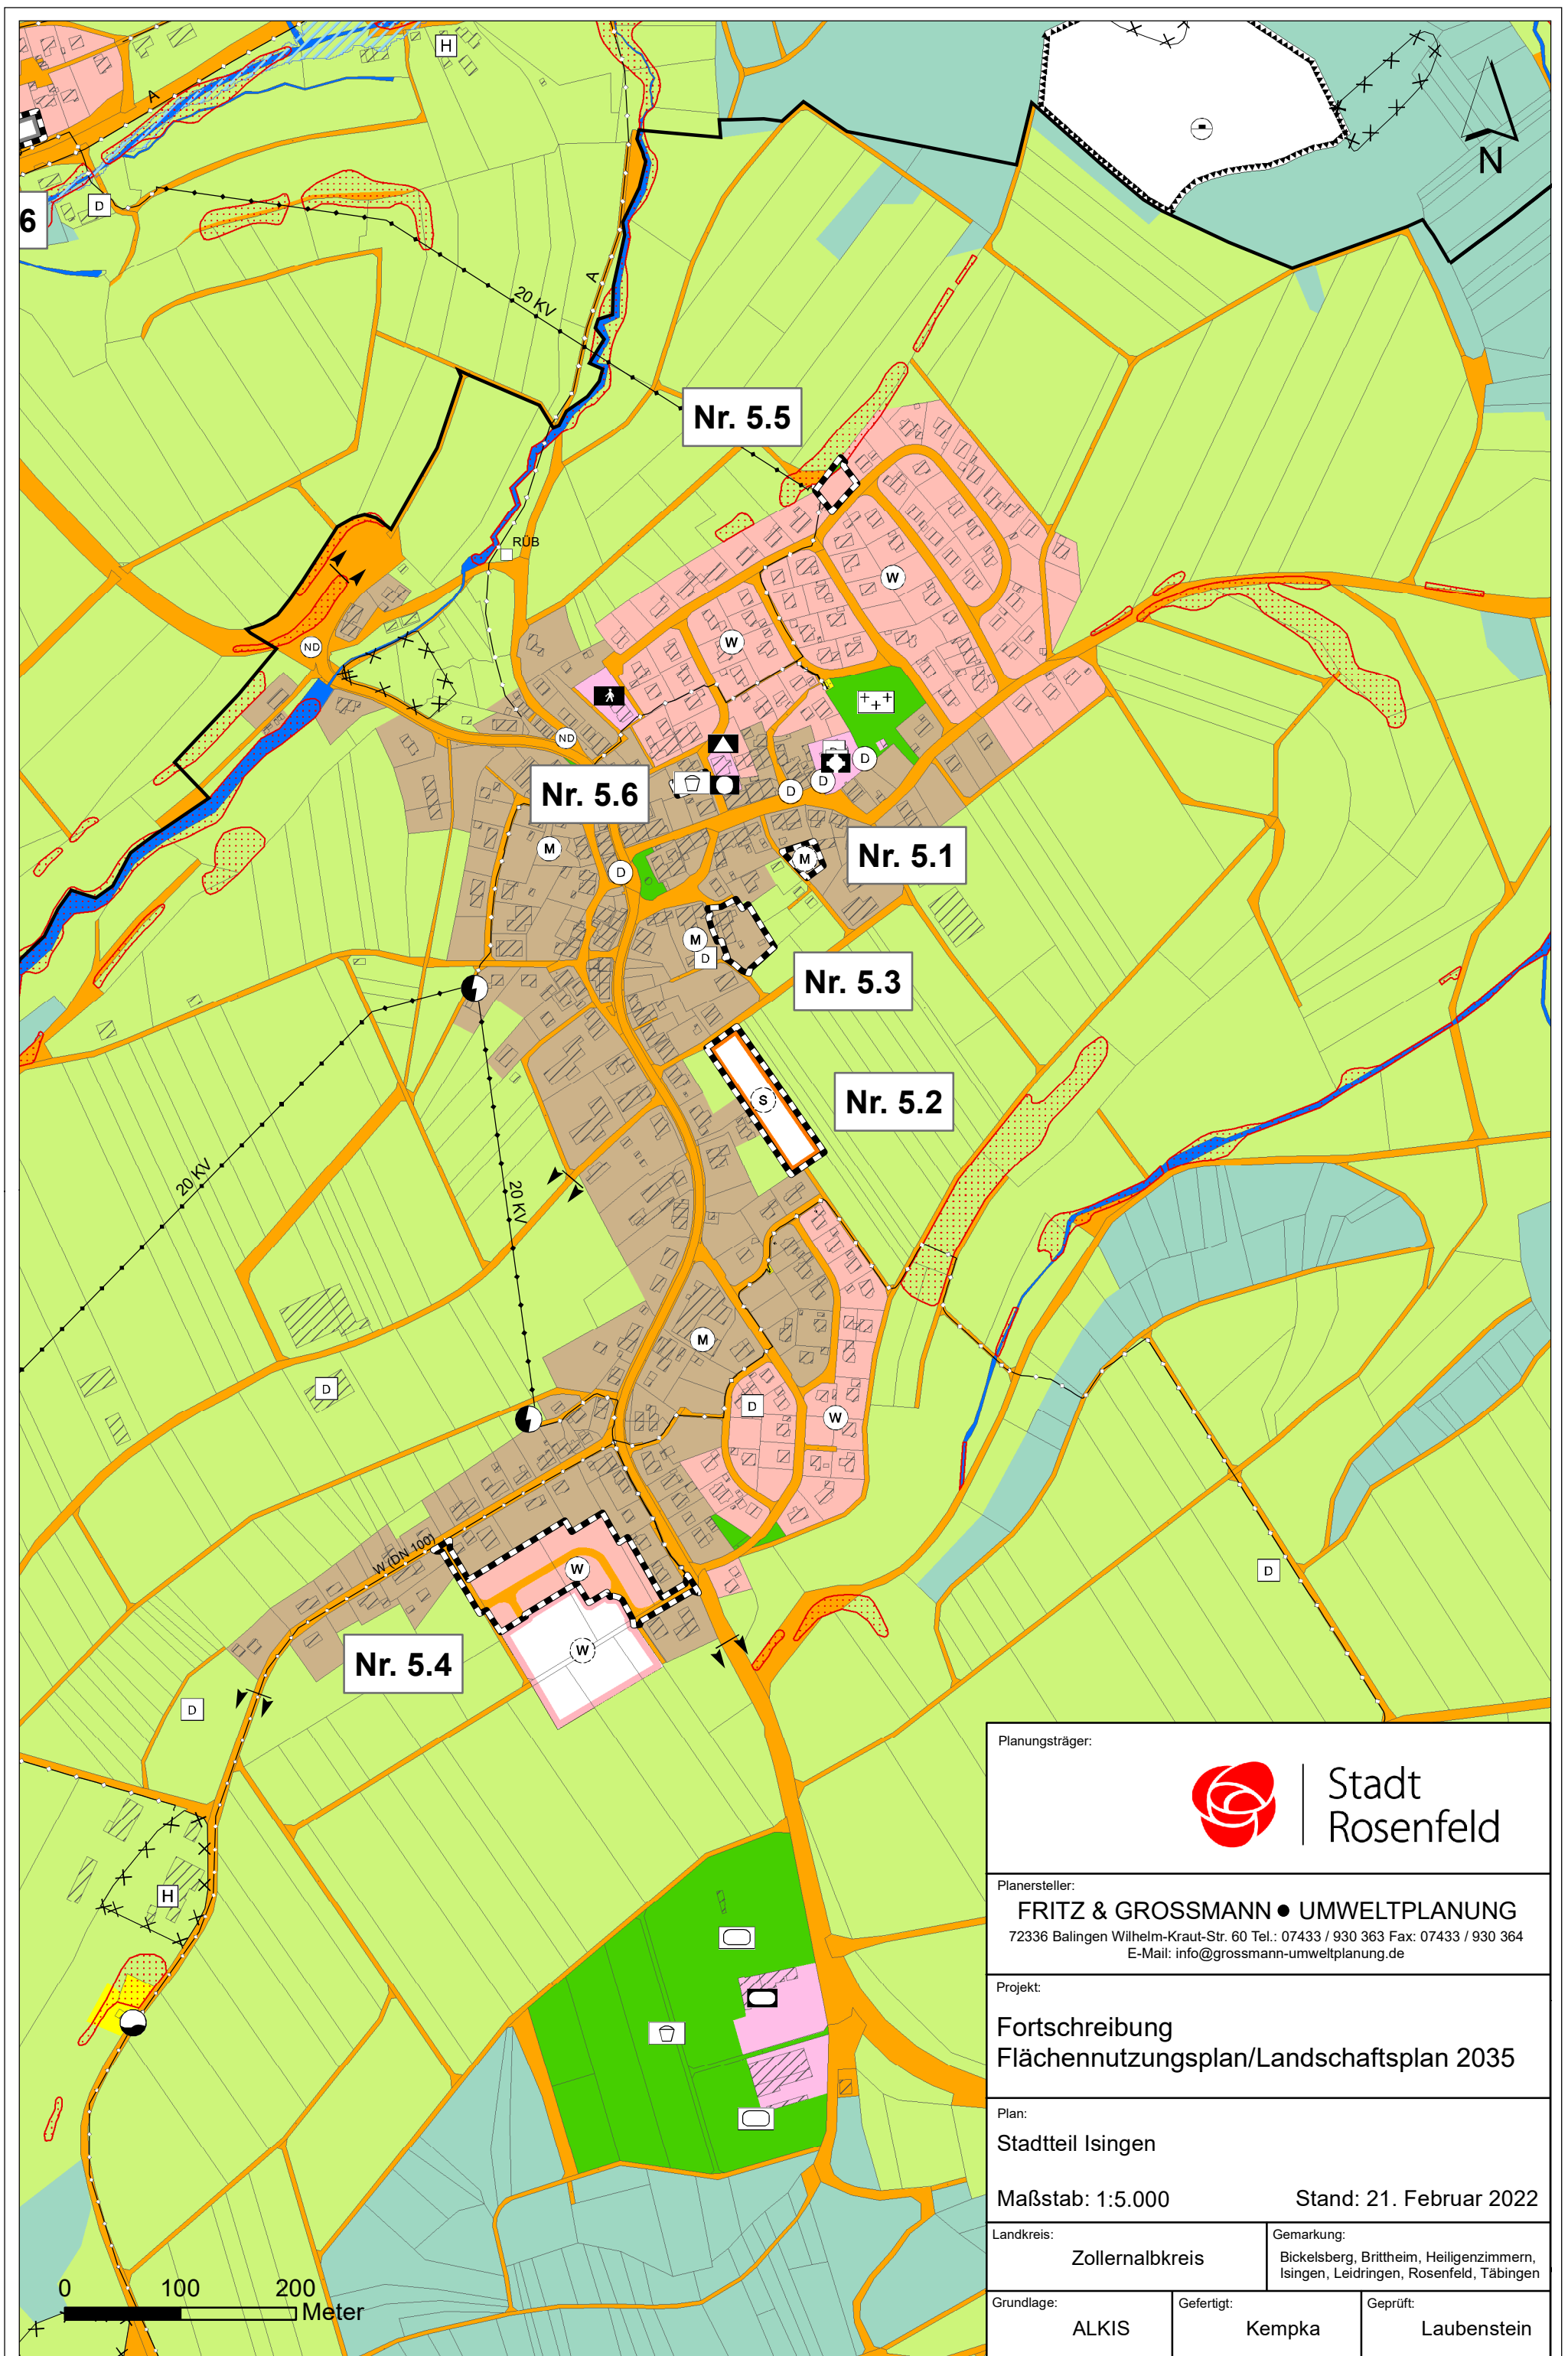 H
A
D
6
N
A
20 KV
Nr. 5.5
RÜB
W
ND
W
ND
D
D
D
Nr. 5.6
M
Nr. 5.1
M
D
M
D
Nr. 5.3
S
Nr. 5.2
20 KV
20 KV
M
D
D
W
W (DN 100)
W
D
Nr. 5.4
W
D
H
0 100 200
Meter
Planungsträger:
Stadt
Rosenfeld
Planersteller:
FRITZ & GROSSMANN ● UMWELTPLANUNG
72336 Balingen Wilhelm-Kraut-Str. 60 Tel.: 07433 / 930 363 Fax: 07433 / 930 364
E-Mail: info@grossmann-umweltplanung.de
Projekt:
Fortschreibung
Flächennutzungsplan/Landschaftsplan 2035
Plan:
Stadtteil Isingen
Maßstab: 1:5.000 Stand: 21. Februar 2022
Landkreis:
Zollernalbkreis
Gemarkung:
Bickelsberg, Brittheim, Heiligenzimmern,
Isingen, Leidringen, Rosenfeld, Täbingen
Grundlage:
ALKIS
Gefertigt:
Kempka
Geprüft:
Laubenstein